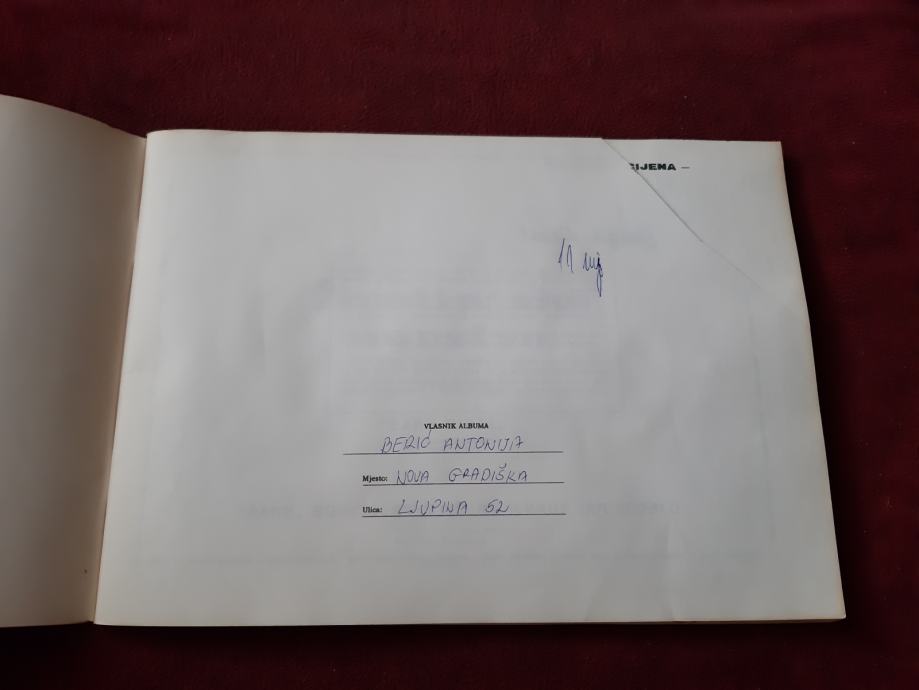 CIJENA –
VLASNIK ALBUMA
BERIĆ ANTONIJA
Mjesto: NOVA GRADIŠKA
Ulica: LJUPINA 52